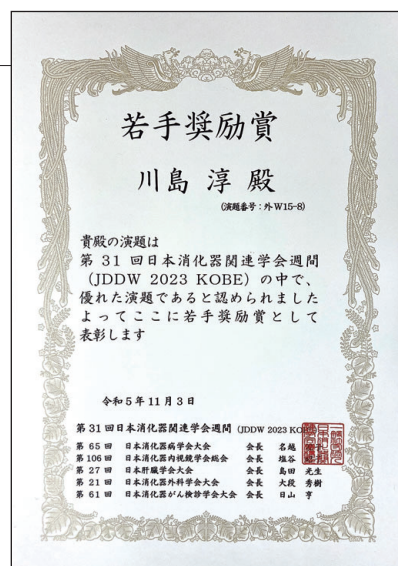 若手奨励賞
川島 淳 殿
(演題番号：外W15-8)
貴殿の演題は
第31回日本消化器関連学会週間
（JDDW 2023 KOBE）の中で、
優れた演題であると認められました
よってここに若手奨励賞として
表彰します
令和5年11月3日
第31回日本消化器関連学会週間 (JDDW 2023 KOBE)
第 65 回 日本消化器病学会大会 会長 名越
第106回 日本消化器内視鏡学会総会 会長 塩谷
第 27 回 日本肝臓学会大会 会長 島田 光生
第 21 回 日本消化器外科学会大会 会長 大段 秀樹
第 61 回 日本消化器がん検診学会大会 会長 日山 亨